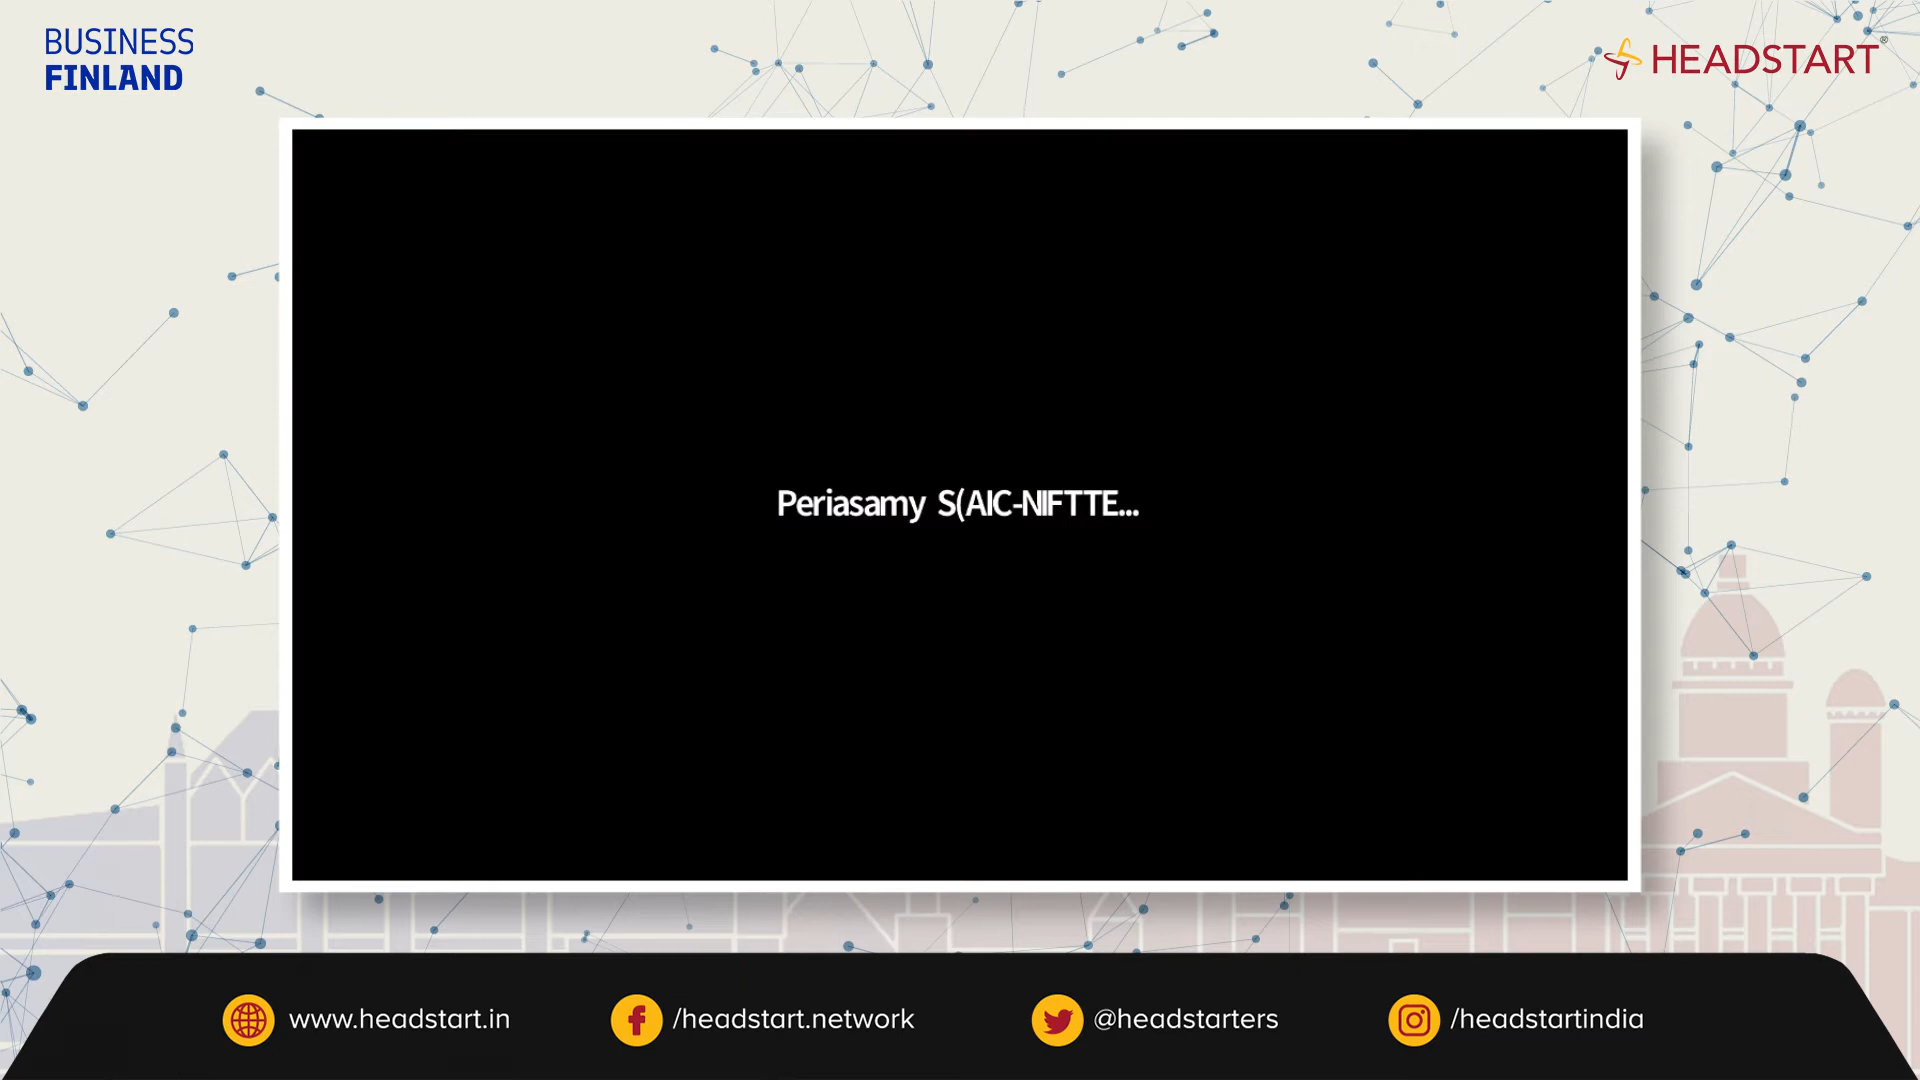 BUSINESS
FINLAND
HEADSTART®
Periasamy S(AIC-NIFTTE...
www.headstart.in
/headstart.network
@headstarters
/headstartindia